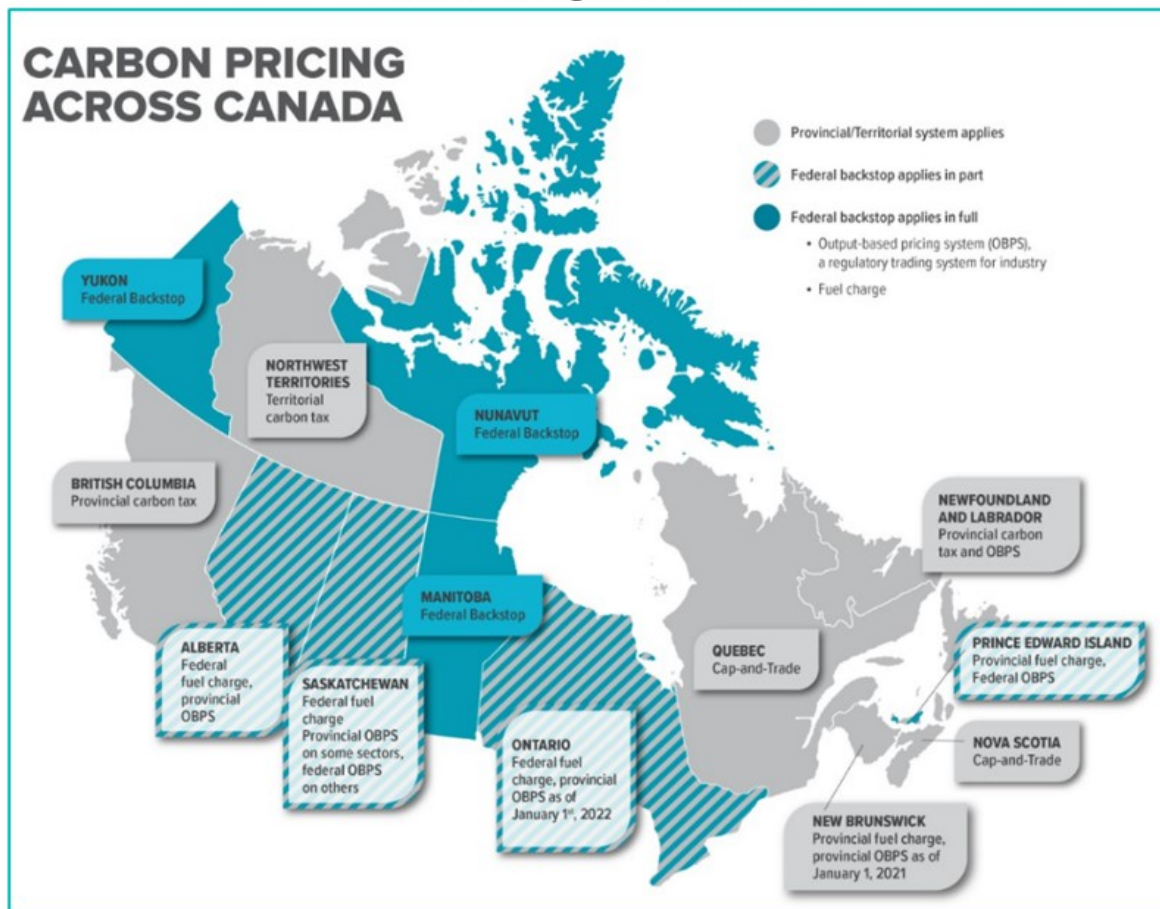 CARBON PRICING
ACROSS CANADA
Provincial/Territorial system applies
Federal backstop applies in part
Federal backstop applies in full
• Output-based pricing system (OBPS),
a regulatory trading system for industry
• Fuel charge
YUKON
Federal Backstop
NORTHWEST
TERRITORIES
Territorial
carbon tax
NUNAVUT
Federal Backstop
BRITISH COLUMBIA
Provincial carbon tax
NEWFOUNDLAND
AND LABRADOR
Provincial carbon
tax and OBPS
MANITOBA
Federal Backstop
ALBERTA
Federal
fuel charge,
provincial
OBPS
SASKATCHEWAN
Federal fuel
charge
Provincial OBPS
on some sectors,
federal OBPS
on others
ONTARIO
Federal fuel
charge, provincial
OBPS as of
January 1st, 2022
QUEBEC
Cap-and-Trade
PRINCE EDWARD ISLAND
Provincial fuel charge,
Federal OBPS
NOVA SCOTIA
Cap-and-Trade
NEW BRUNSWICK
Provincial fuel charge,
provincial OBPS as of
January 1, 2021